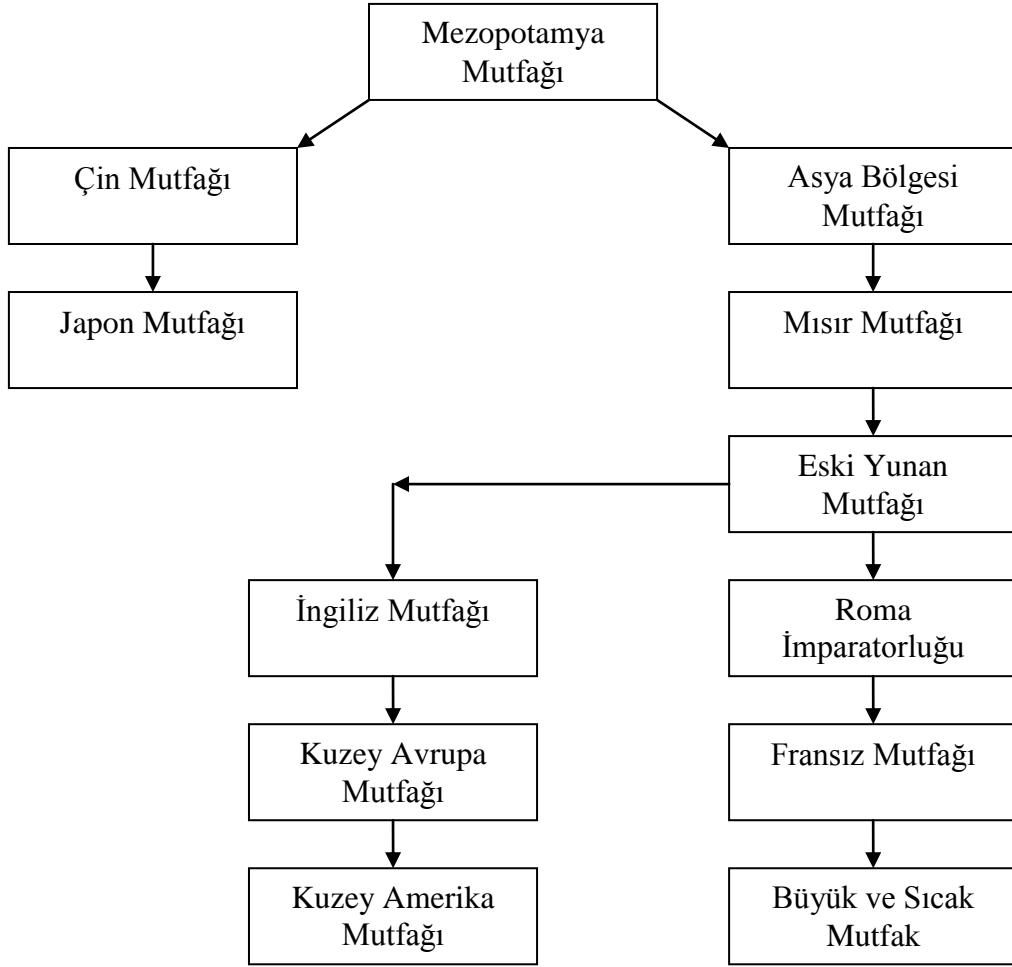 Mezopotamya
Mutfağı
Çin Mutfağı
Asya Bölgesi
Mutfağı
Japon Mutfağı
Mısır Mutfağı
Eski Yunan
Mutfağı
İngiliz Mutfağı
Roma
İmparatorluğu
Kuzey Avrupa
Mutfağı
Fransız Mutfağı
Kuzey Amerika
Mutfağı
Büyük ve Sıcak
Mutfak